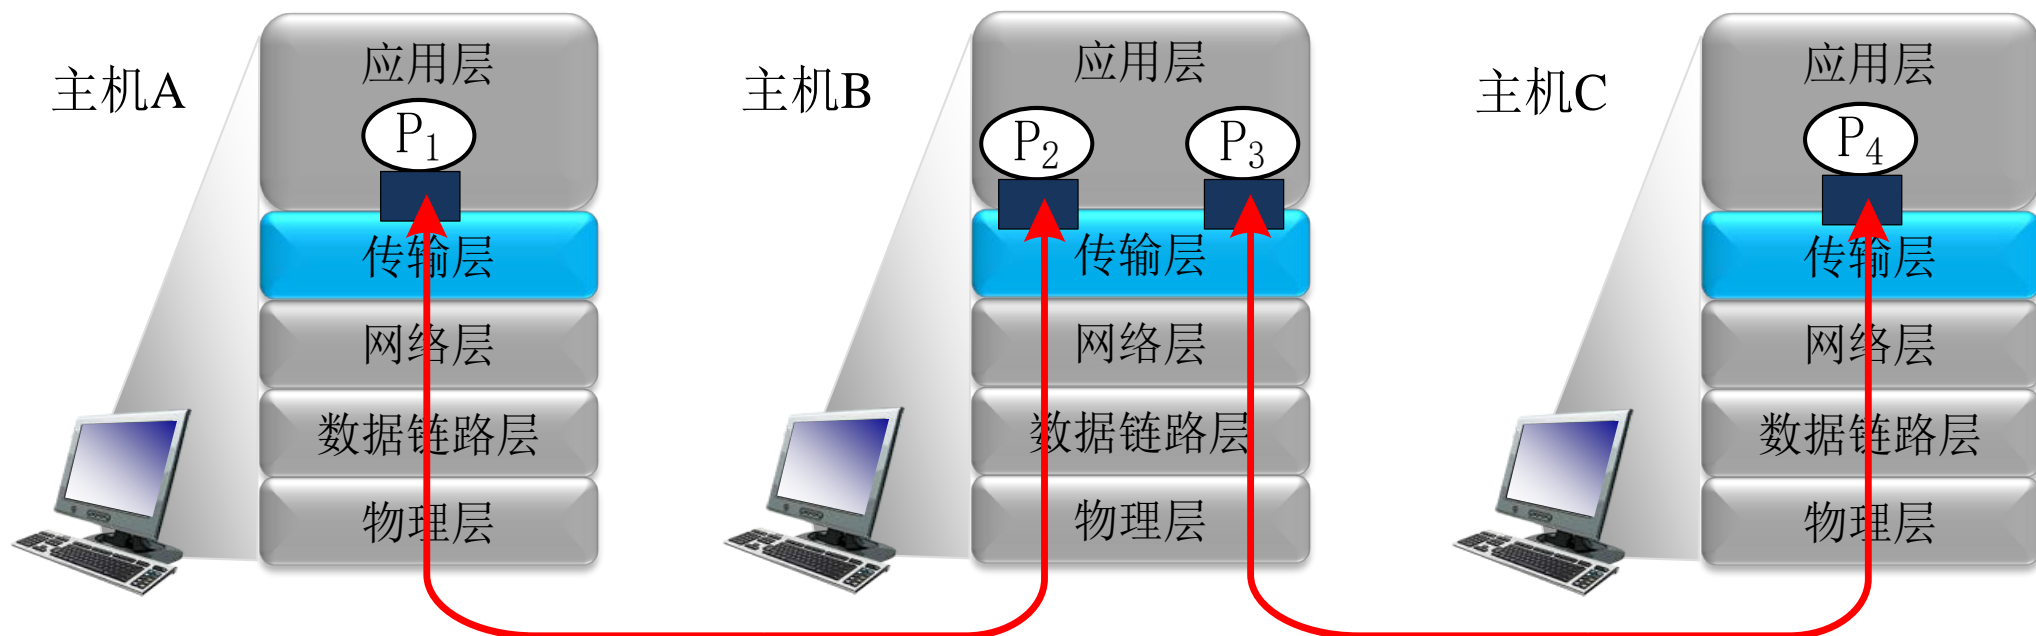 主机A
应用层
P₁
传输层
网络层
数据链路层
物理层
主机B
应用层
P₂
P₃
传输层
网络层
数据链路层
物理层
主机C
应用层
P₄
传输层
网络层
数据链路层
物理层